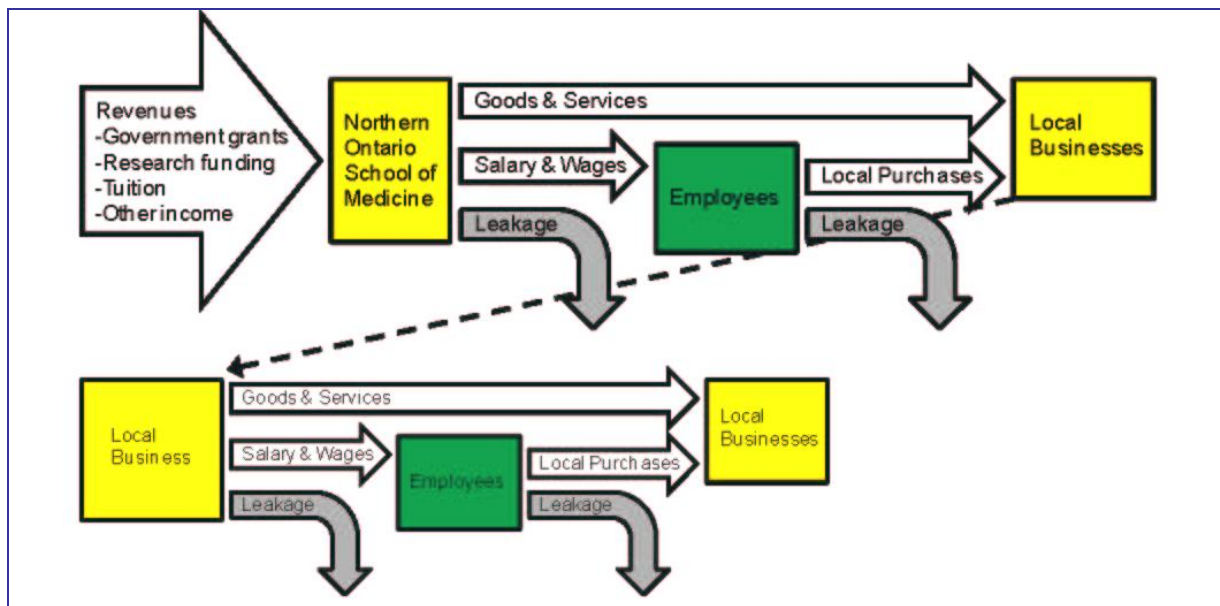 Revenues
-Government grants
-Research funding
-Tuition
-Other income
Northern
Ontario
School of
Medicine
Goods & Services
Salary & Wages
Leakage
Employees
Local Purchases
Leakage
Local
Businesses
Local
Business
Goods & Services
Salary & Wages
Leakage
Employees
Local Purchases
Leakage
Local
Businesses